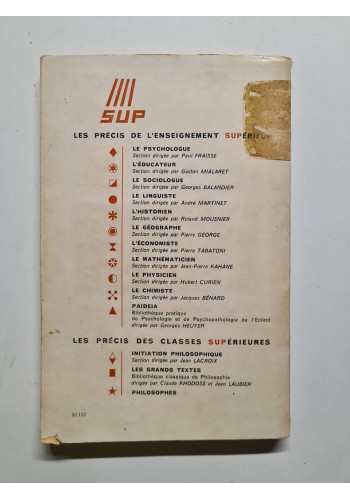 SUP
LES PRÉCIS DE L'ENSEIGNEMENT SUPÉRIEUR
LE PSYCHOLOGUE
Section dirigée par Paul FRAISSE
L'ÉDUCATEUR
Section dirigée par Gaston MIALARET
LE SOCIOLOGUE
Section dirigée par Georges BALANDIER
LE LINGUISTE
Section dirigée par André MARTINET
L'HISTORIEN
Section dirigée par Roland MOUSNIER
LE GÉOGRAPHE
Section dirigée par Pierre GEORGE
L'ÉCONOMISTE
Section dirigée par Pierre TABATONI
LE MATHÉMATICIEN
Section dirigée par Jean-Pierre KAHANE
LE PHYSICIEN
Section dirigée par Hubert CURIEN
LE CHIMISTE
Section dirigée par Jacques BÉNARD
PAIDEIA
Bibliothèque pratique
de Psychologie et de Psychopathologie de l'Enfant
dirigée par Georges HEUYER
LES PRÉCIS DES CLASSES SUPÉRIEURES
INITIATION PHILOSOPHIQUE
Section dirigée par Jean LACROIX
LES GRANDS TEXTES
Bibliothèque classique de Philosophie
dirigée par Claude KHODOSS et Jean LAUBIER
PHILOSOPHES